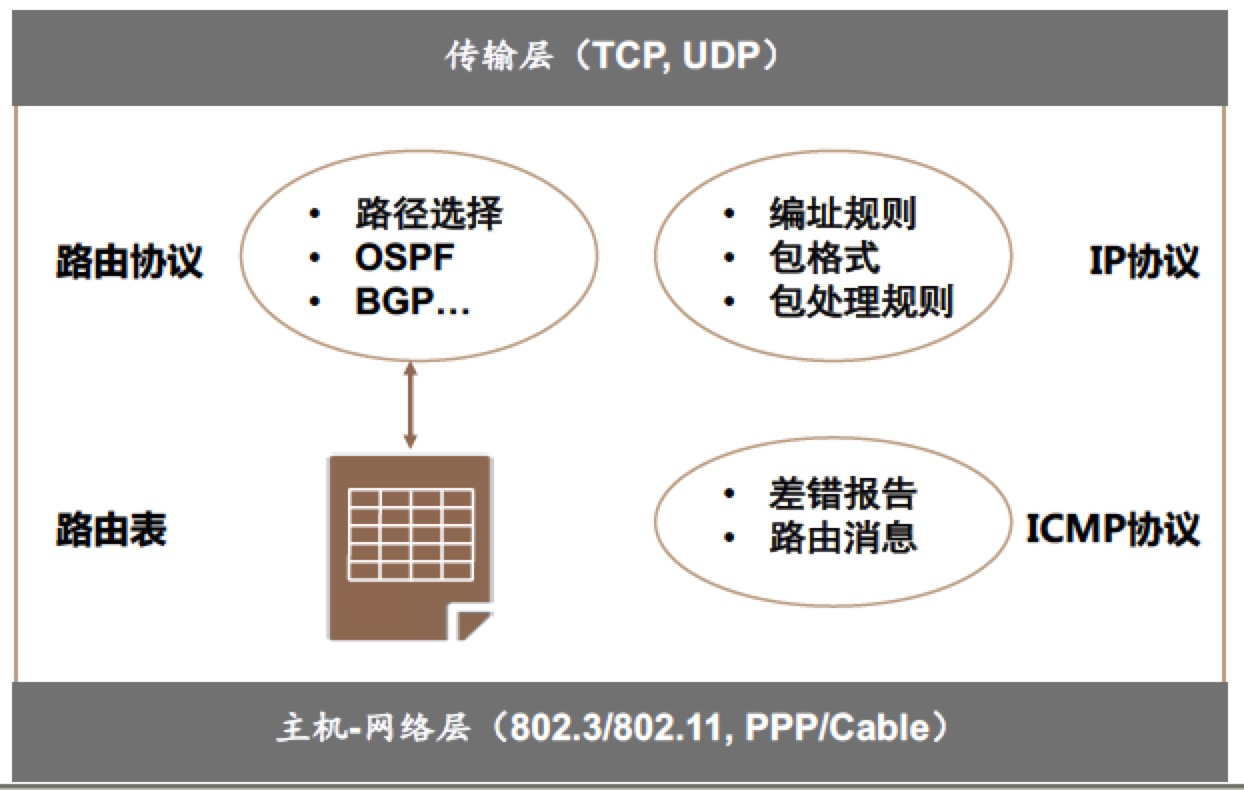 传输层（TCP, UDP）
路由协议
• 路径选择
• OSPF
• BGP…
• 编址规则
• 包格式
• 包处理规则
IP协议
路由表
• 差错报告
• 路由消息
ICMP协议
主机-网络层（802.3/802.11, PPP/Cable）